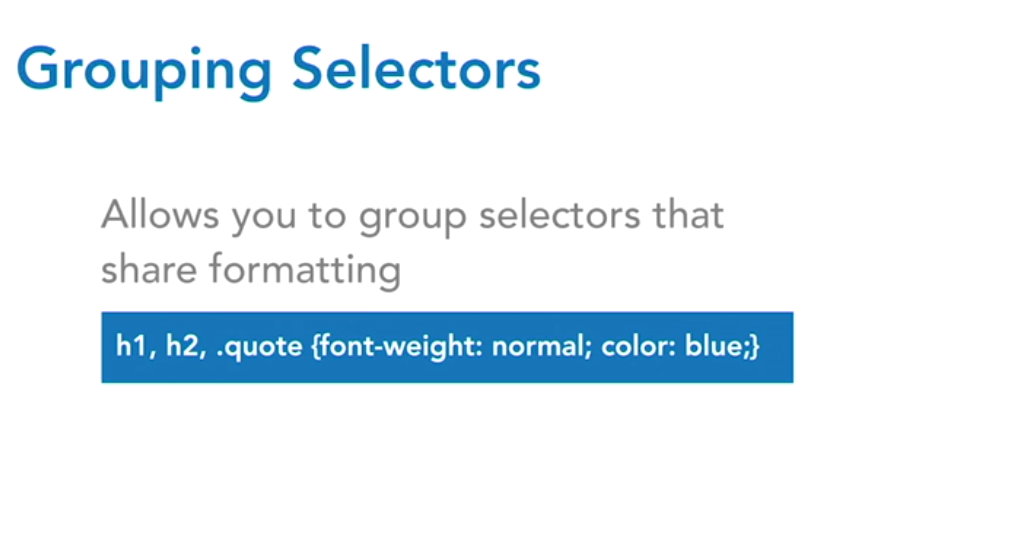 Grouping Selectors
Allows you to group selectors that
share formatting
h1, h2, .quote {font-weight: normal; color: blue;}